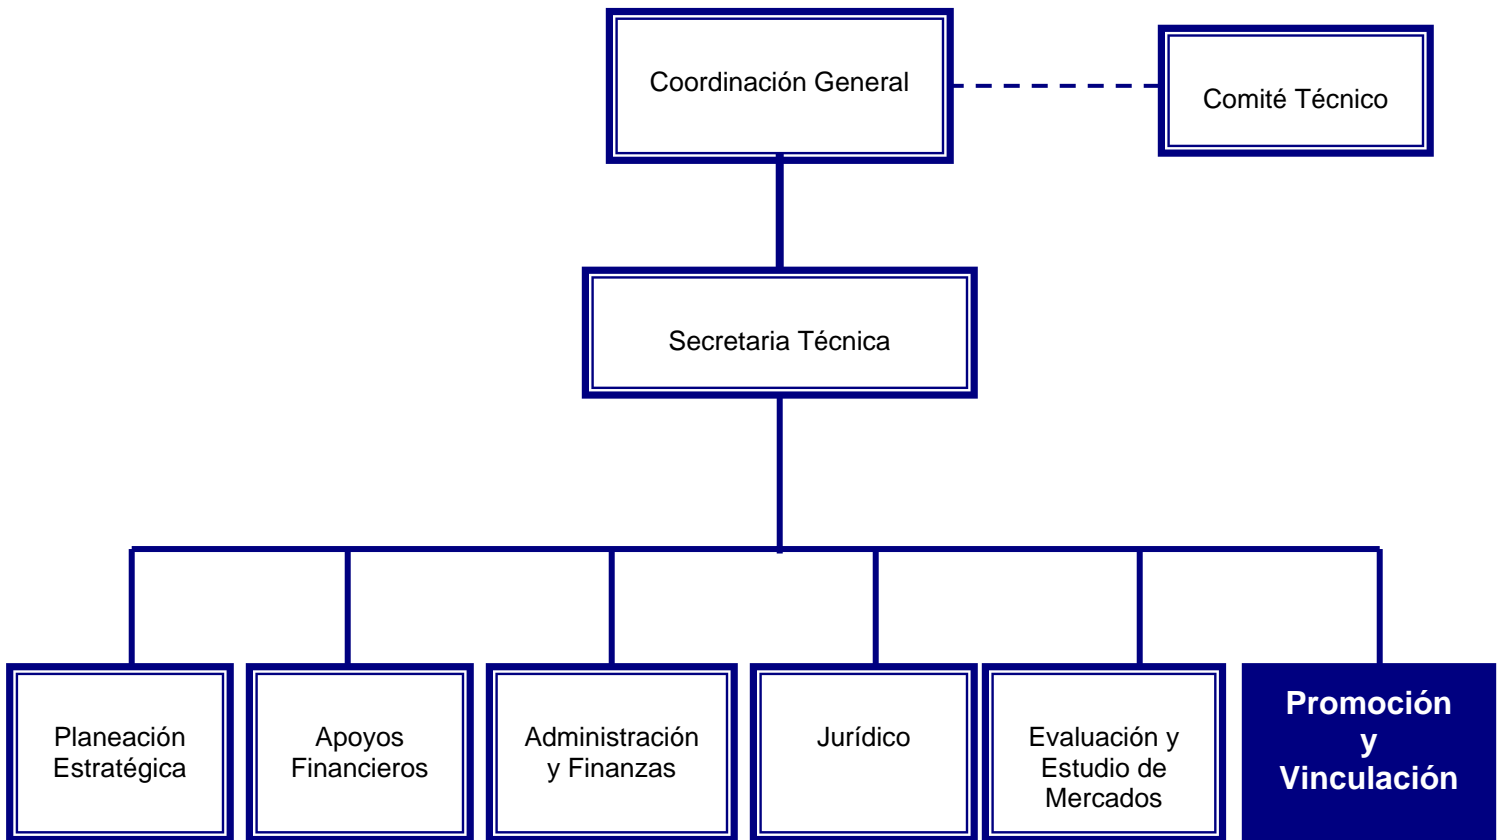 Coordinación General
Comité Técnico
Secretaria Técnica
Planeación
Estratégica
Apoyos
Financieros
Administración
y Finanzas
Jurídico
Evaluación y
Estudio de
Mercados
Promoción
y
Vinculación